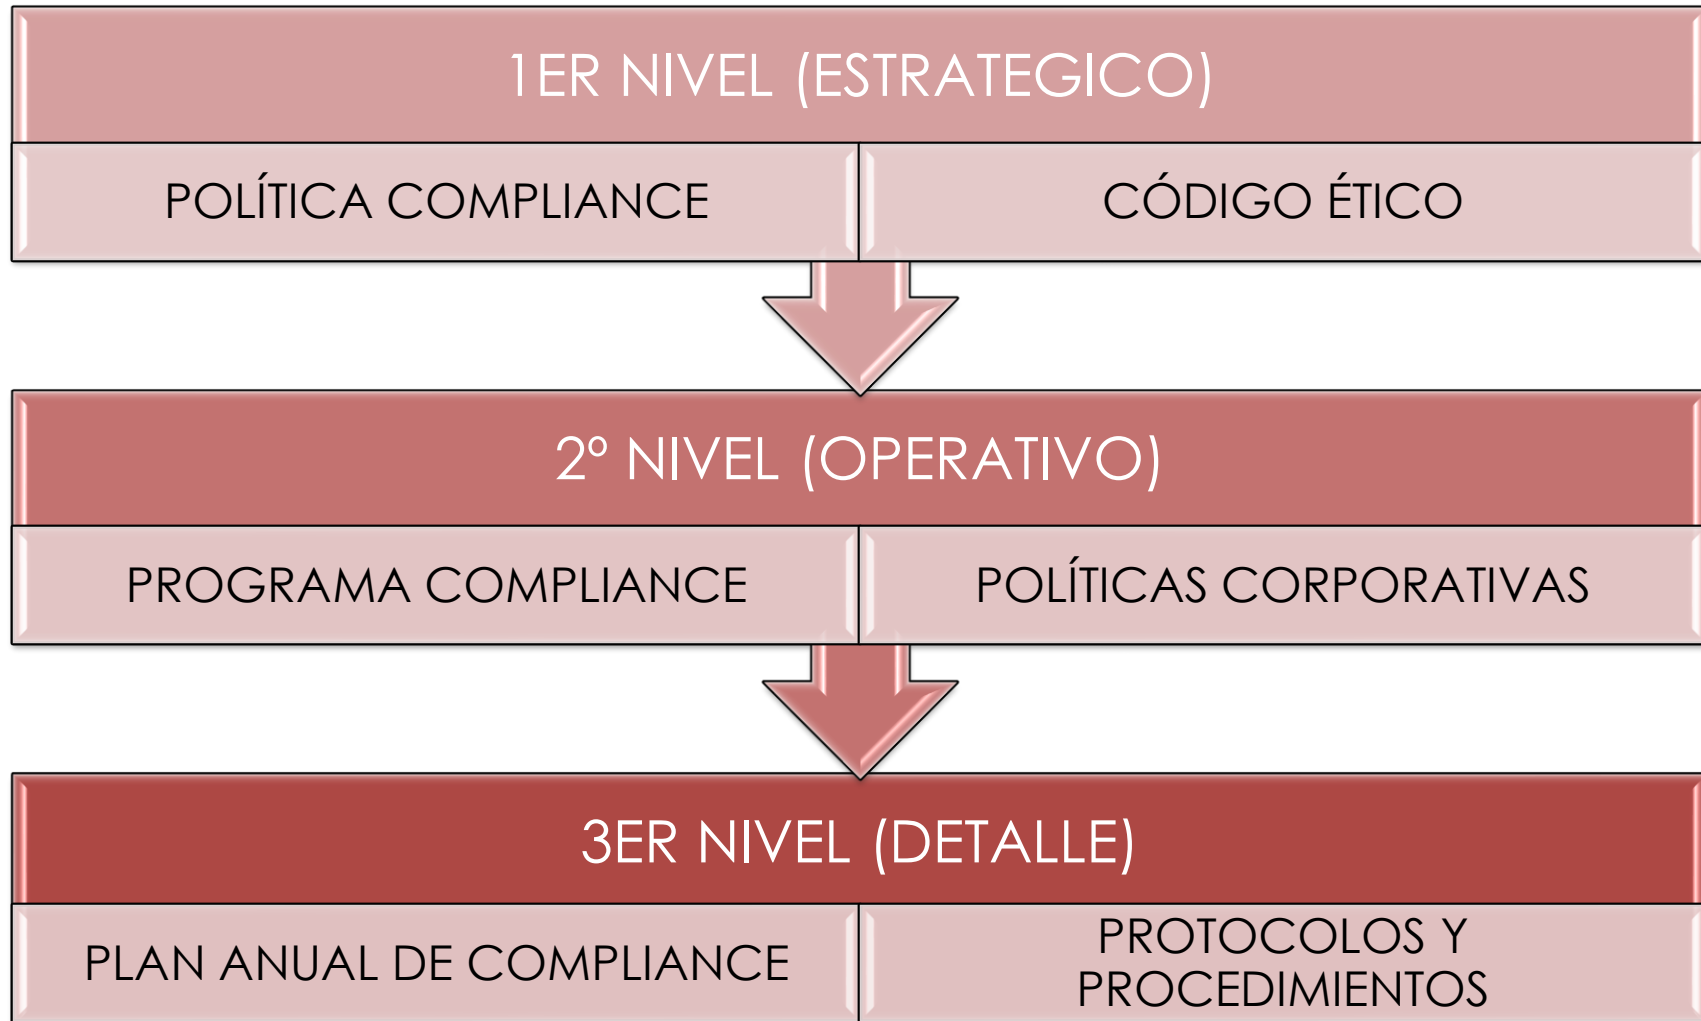 1ER NIVEL (ESTRATEGICO)
POLÍTICA COMPLIANCE
CÓDIGO ÉTICO
2º NIVEL (OPERATIVO)
PROGRAMA COMPLIANCE
POLÍTICAS CORPORATIVAS
3ER NIVEL (DETALLE)
PLAN ANUAL DE COMPLIANCE
PROTOCOLOS Y
PROCEDIMIENTOS